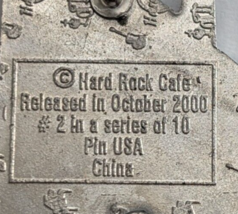 © Hard Rock Cafe
Released in October 2000
# 2 in a series of 10
Pin USA
China